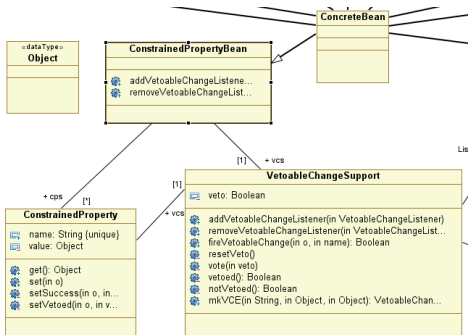 ConcreteBean
«dataType»
Object
ConstrainedPropertyBean
addVetoableChangeListene...
removeVetoableChangeList...
[1]
+ vcs
Lis
[1]
+ cps
[*]
+ vcs
VetoableChangeSupport
veto: Boolean
addVetoableChangeListener(in VetoableChangeListener)
removeVetoableChangeListener(in VetoableChangeList...
fireVetoableChange(in o, in name): Boolean
resetVeto()
vote(in veto)
vetoed(): Boolean
notVetoed(): Boolean
mkVCE(in String, in Object, in Object): VetoableChan...
ConstrainedProperty
name: String {unique}
value: Object
get(): Object
set(in o)
setSuccess(in o, in...
setVetoed(in o, in v...